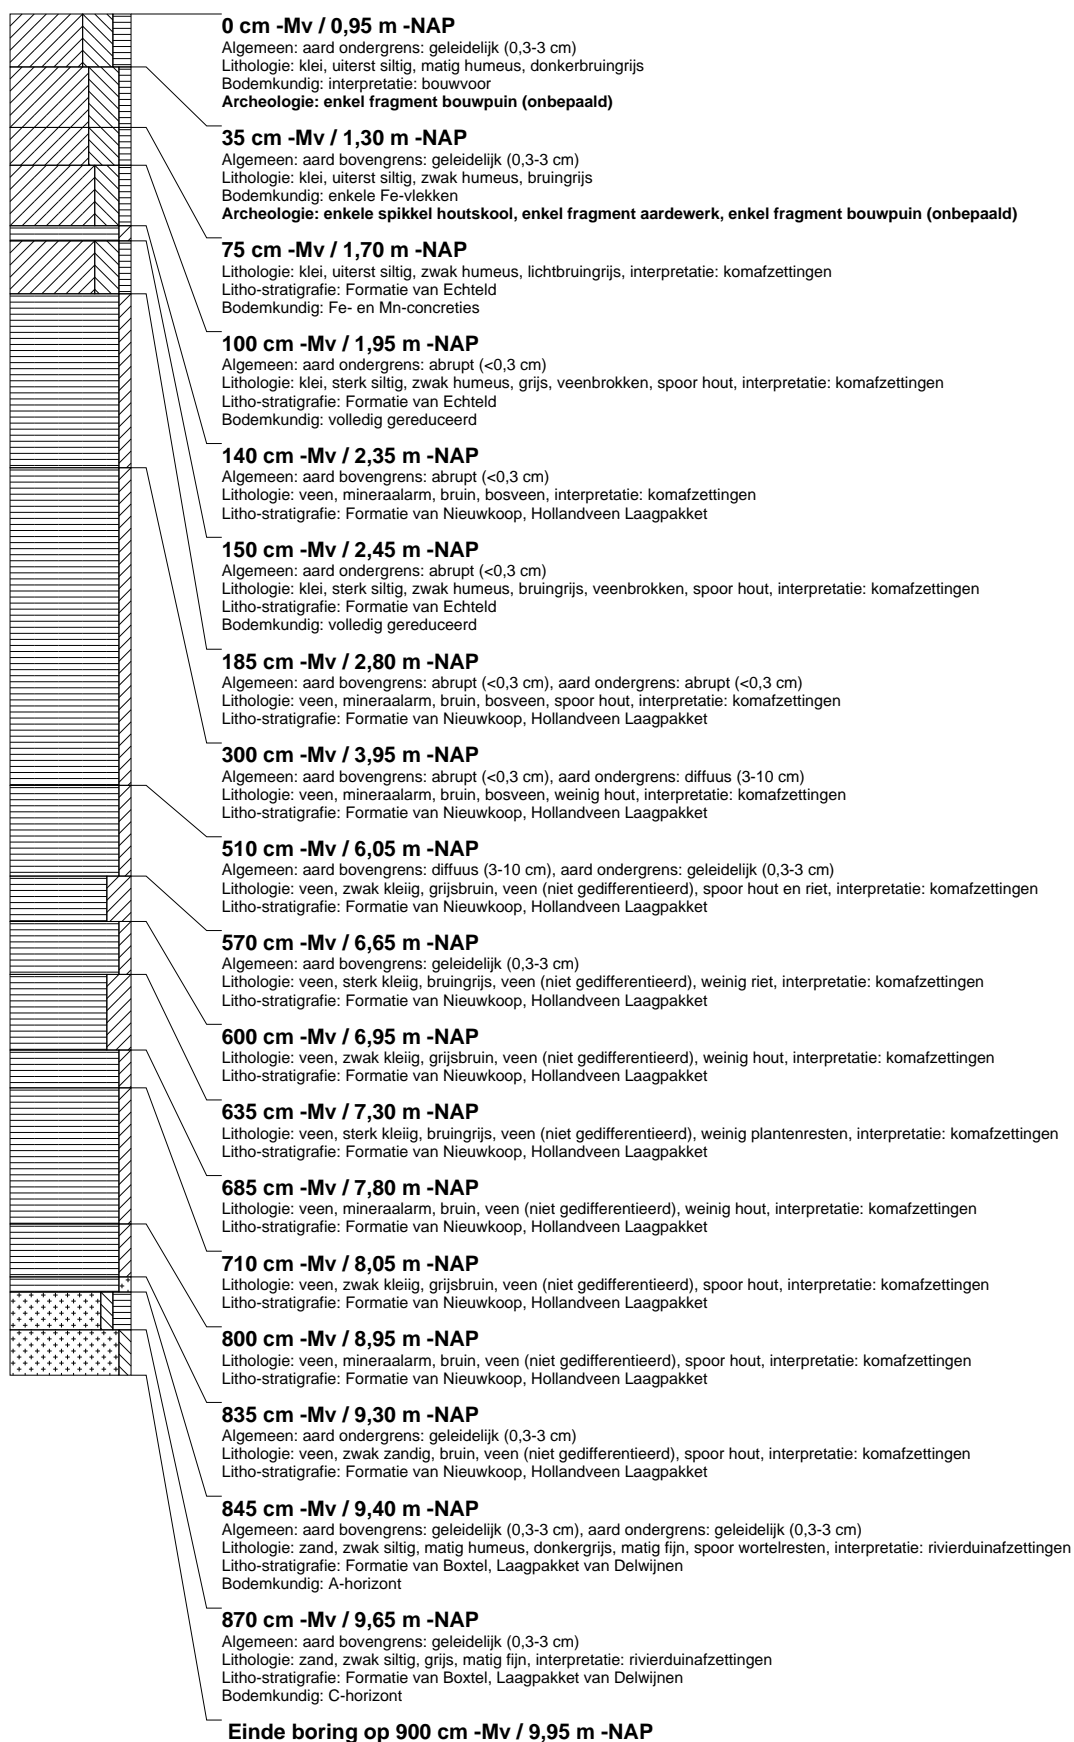 0 cm -Mv / 0,95 m -NAP
Algemeen: aard ondergrens: geleidelijk (0,3-3 cm)
Lithologie: klei, uiterst siltig, matig humeus, donkerbruingrijs
Bodemkundig: interpretatie: bouwvoor
Archeologie: enkel fragment bouwpuin (onbepaald)
35 cm -Mv / 1,30 m -NAP
Algemeen: aard bovengrens: geleidelijk (0,3-3 cm)
Lithologie: klei, uiterst siltig, zwak humeus, bruingrijs
Bodemkundig: enkele Fe-vlekken
Archeologie: enkele spikkel houtskool, enkel fragment aardewerk, enkel fragment bouwpuin (onbepaald)
75 cm -Mv / 1,70 m -NAP
Lithologie: klei, uiterst siltig, zwak humeus, lichtbruingrijs, interpretatie: komafzettingen
Litho-stratigrafie: Formatie van Echteld
Bodemkundig: Fe- en Mn-concreties
100 cm -Mv / 1,95 m -NAP
Algemeen: aard ondergrens: abrupt (<0,3 cm)
Lithologie: klei, sterk siltig, zwak humeus, grijs, veenbrokken, spoor hout, interpretatie: komafzettingen
Litho-stratigrafie: Formatie van Echteld
Bodemkundig: volledig gereduceerd
140 cm -Mv / 2,35 m -NAP
Algemeen: aard bovengrens: abrupt (<0,3 cm)
Lithologie: veen, mineraalarm, bruin, bosveen, interpretatie: komafzettingen
Litho-stratigrafie: Formatie van Nieuwkoop, Hollandveen Laagpakket
150 cm -Mv / 2,45 m -NAP
Algemeen: aard ondergrens: abrupt (<0,3 cm)
Lithologie: klei, sterk siltig, zwak humeus, bruingrijs, veenbrokken, spoor hout, interpretatie: komafzettingen
Litho-stratigrafie: Formatie van Echteld
Bodemkundig: volledig gereduceerd
185 cm -Mv / 2,80 m -NAP
Algemeen: aard bovengrens: abrupt (<0,3 cm), aard ondergrens: abrupt (<0,3 cm)
Lithologie: veen, mineraalarm, bruin, bosveen, spoor hout, interpretatie: komafzettingen
Litho-stratigrafie: Formatie van Nieuwkoop, Hollandveen Laagpakket
300 cm -Mv / 3,95 m -NAP
Algemeen: aard bovengrens: abrupt (<0,3 cm), aard ondergrens: diffuus (3-10 cm)
Lithologie: veen, mineraalarm, bruin, bosveen, weinig hout, interpretatie: komafzettingen
Litho-stratigrafie: Formatie van Nieuwkoop, Hollandveen Laagpakket
510 cm -Mv / 6,05 m -NAP
Algemeen: aard bovengrens: diffuus (3-10 cm), aard ondergrens: geleidelijk (0,3-3 cm)
Lithologie: veen, zwak kleiig, grijsbruin, veen (niet gedifferentieerd), spoor hout en riet, interpretatie: komafzettingen
Litho-stratigrafie: Formatie van Nieuwkoop, Hollandveen Laagpakket
570 cm -Mv / 6,65 m -NAP
Algemeen: aard bovengrens: geleidelijk (0,3-3 cm)
Lithologie: veen, sterk kleiig, bruingrijs, veen (niet gedifferentieerd), weinig riet, interpretatie: komafzettingen
Litho-stratigrafie: Formatie van Nieuwkoop, Hollandveen Laagpakket
600 cm -Mv / 6,95 m -NAP
Lithologie: veen, zwak kleiig, grijsbruin, veen (niet gedifferentieerd), weinig hout, interpretatie: komafzettingen
Litho-stratigrafie: Formatie van Nieuwkoop, Hollandveen Laagpakket
635 cm -Mv / 7,30 m -NAP
Lithologie: veen, sterk kleiig, bruingrijs, veen (niet gedifferentieerd), weinig plantenresten, interpretatie: komafzettingen
Litho-stratigrafie: Formatie van Nieuwkoop, Hollandveen Laagpakket
685 cm -Mv / 7,80 m -NAP
Lithologie: veen, mineraalarm, bruin, veen (niet gedifferentieerd), weinig hout, interpretatie: komafzettingen
Litho-stratigrafie: Formatie van Nieuwkoop, Hollandveen Laagpakket
710 cm -Mv / 8,05 m -NAP
Lithologie: veen, zwak kleiig, grijsbruin, veen (niet gedifferentieerd), spoor hout, interpretatie: komafzettingen
Litho-stratigrafie: Formatie van Nieuwkoop, Hollandveen Laagpakket
800 cm -Mv / 8,95 m -NAP
Lithologie: veen, mineraalarm, bruin, veen (niet gedifferentieerd), spoor hout, interpretatie: komafzettingen
Litho-stratigrafie: Formatie van Nieuwkoop, Hollandveen Laagpakket
835 cm -Mv / 9,30 m -NAP
Algemeen: aard ondergrens: geleidelijk (0,3-3 cm)
Lithologie: veen, zwak zandig, bruin, veen (niet gedifferentieerd), spoor hout, interpretatie: komafzettingen
Litho-stratigrafie: Formatie van Nieuwkoop, Hollandveen Laagpakket
845 cm -Mv / 9,40 m -NAP
Algemeen: aard bovengrens: geleidelijk (0,3-3 cm), aard ondergrens: geleidelijk (0,3-3 cm)
Lithologie: zand, zwak siltig, matig humeus, donkergrijs, matig fijn, spoor wortelresten, interpretatie: rivierduinafzettingen
Litho-stratigrafie: Formatie van Boxtel, Laagpakket van Delwijnen
Bodemkundig: A-horizont
870 cm -Mv / 9,65 m -NAP
Algemeen: aard bovengrens: geleidelijk (0,3-3 cm)
Lithologie: zand, zwak siltig, grijs, matig fijn, interpretatie: rivierduinafzettingen
Litho-stratigrafie: Formatie van Boxtel, Laagpakket van Delwijnen
Bodemkundig: C-horizont
Einde boring op 900 cm -Mv / 9,95 m -NAP